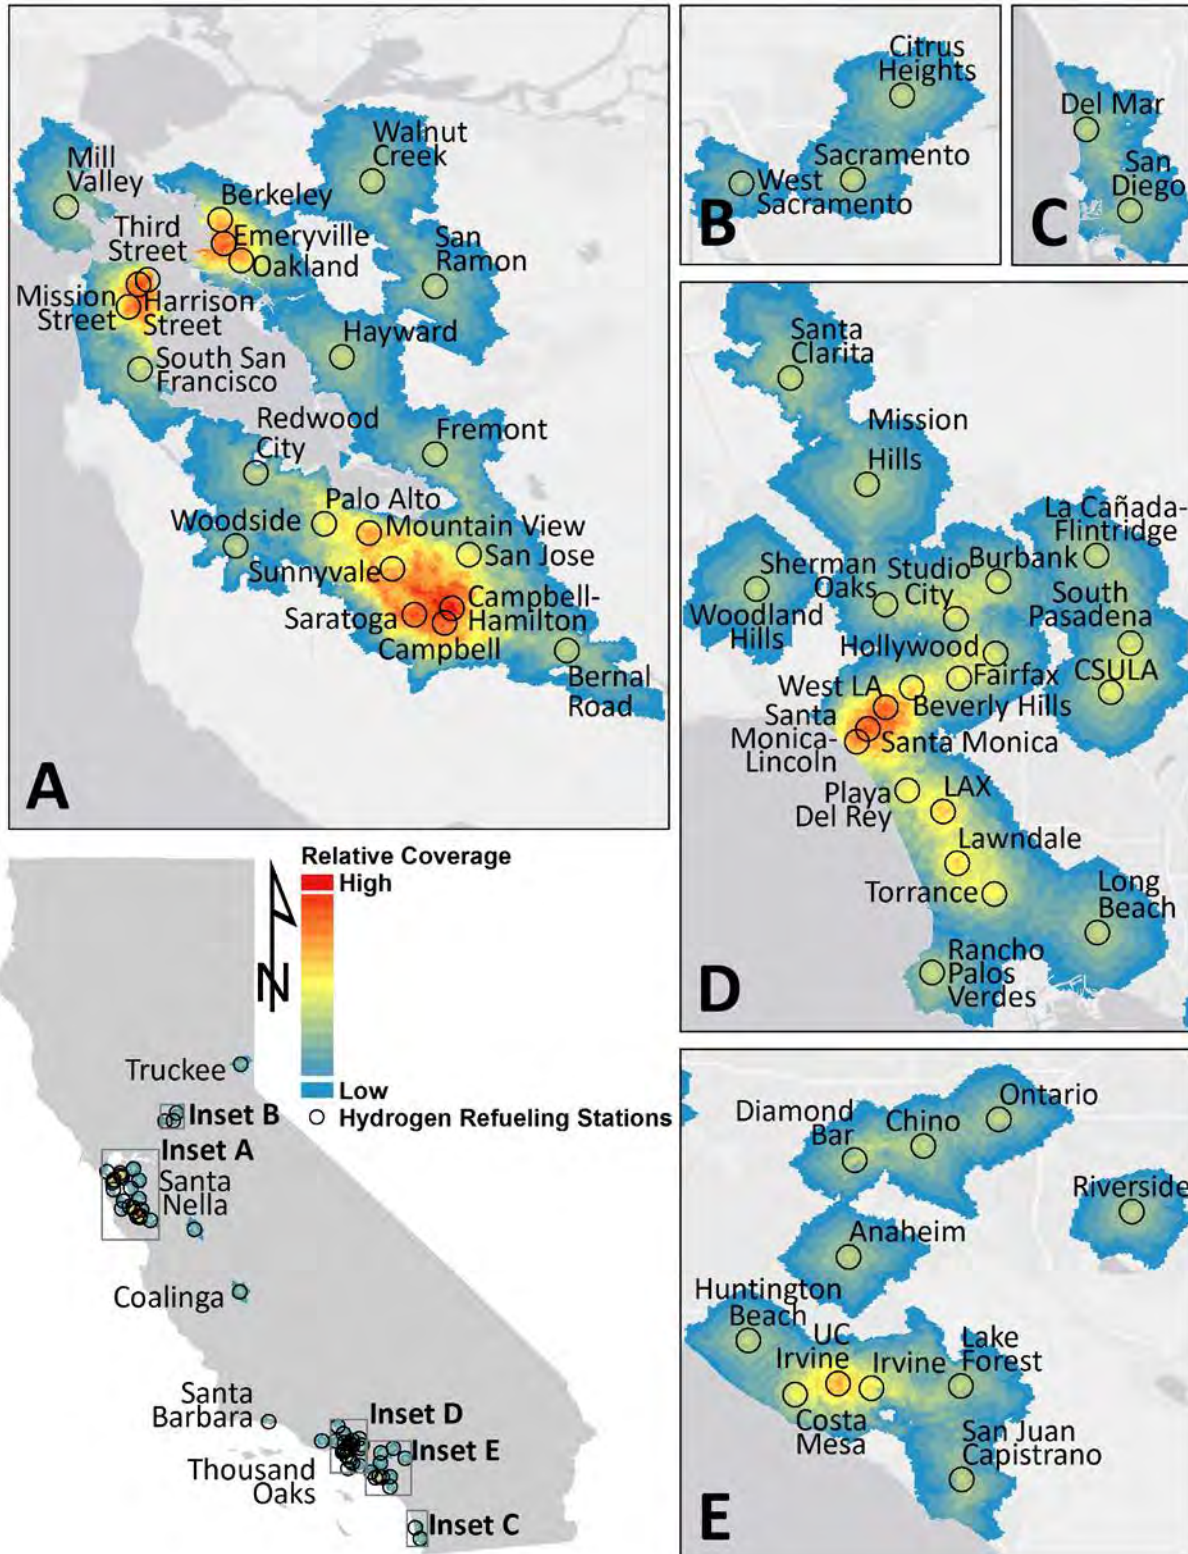 Mill
Valley
Walnut
Creek
Berkeley
Third
Street
Emeryville
Oakland
San
Ramon
Mission
Street
Harrison
Street
Hayward
South San
Francisco
Redwood
City
Fremont
Palo Alto
Woodside
Mountain View
San Jose
Sunnyvale
Saratoga
Campbell-
Hamilton
Campbell
Bernal
Road
A
Citrus
Heights
Sacramento
West
Sacramento
B
Del Mar
San
Diego
C
Santa
Clarita
Mission
Hills
La Cañada-
Flintridge
Sherman
Oaks
Studio
City
Burbank
Woodland
Hills
South
Pasadena
Hollywood
Fairfax
CSULA
West LA
Beverly Hills
Santa
Monica-
Lincoln
Santa Monica
Playa
Del Rey
LAX
Lawndale
Torrance
Long
Beach
Rancho
Palos
Verdes
D
Relative Coverage
High
Low
Hydrogen Refueling Stations
N
Truckee
Inset B
Inset A
Santa
Nella
Coalinga
Santa
Barbara
Inset D
Inset E
Thousand
Oaks
Inset C
Diamond
Bar
Chino
Ontario
Riverside
Anaheim
Huntington
Beach
UC
Irvine
Irvine
Lake
Forest
Costa
Mesa
San Juan
Capistrano
E